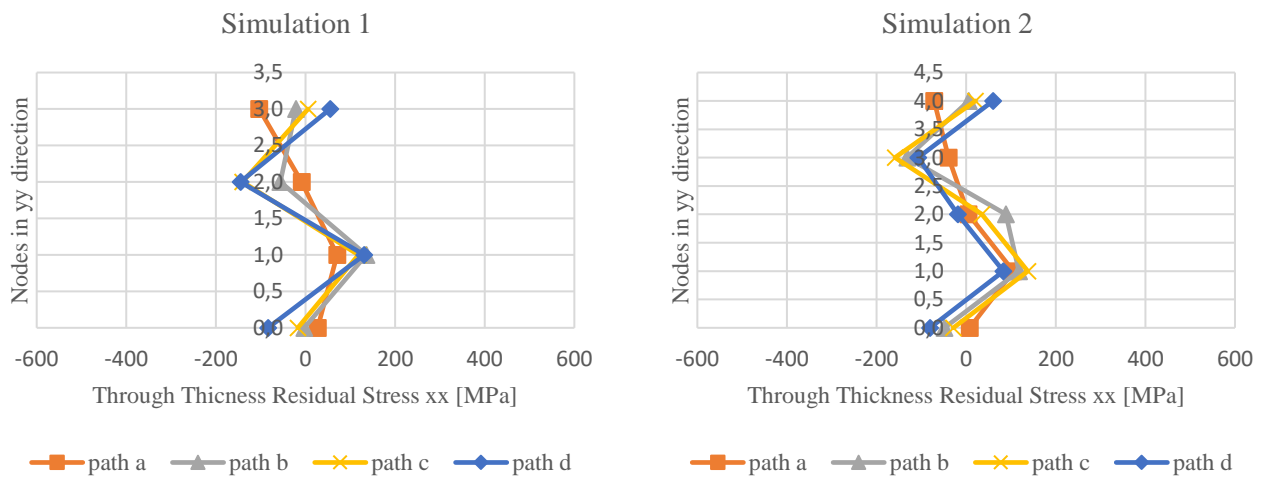 Simulation 1
Nodes in yy direction
3,5
3,0
2,5
2,0
1,5
1,0
0,5
0,0
-600 -400 -200 0 200 400 600
Through Thicness Residual Stress xx [MPa]
path a path b path c path d
Simulation 2
Nodes in yy direction
4,5
4,0
3,5
3,0
2,5
2,0
1,5
1,0
0,5
0,0
-600 -400 -200 0 200 400 600
Through Thickness Residual Stress xx [MPa]
path a path b path c path d